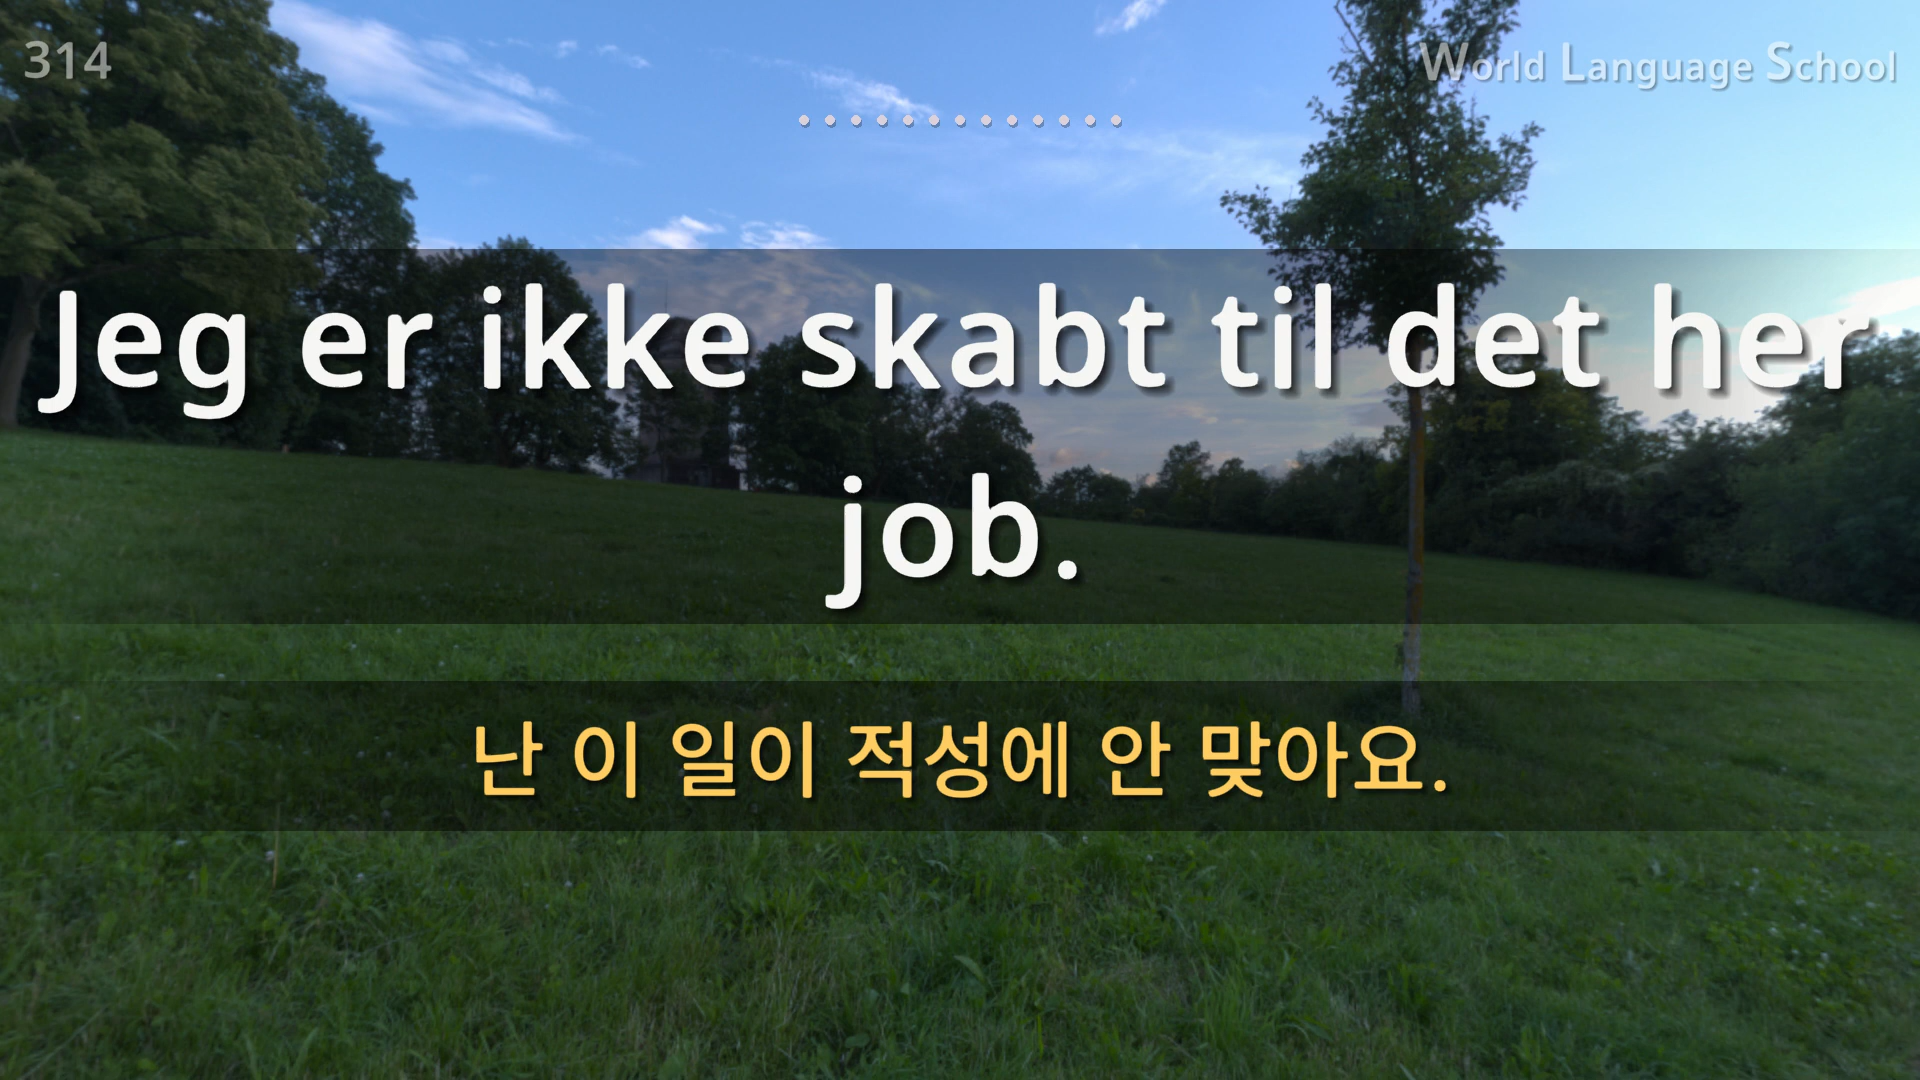 314
World Language School
Jeg er ikke skabt til det her
job.
난 이 일이 적성에 안 맞아요.